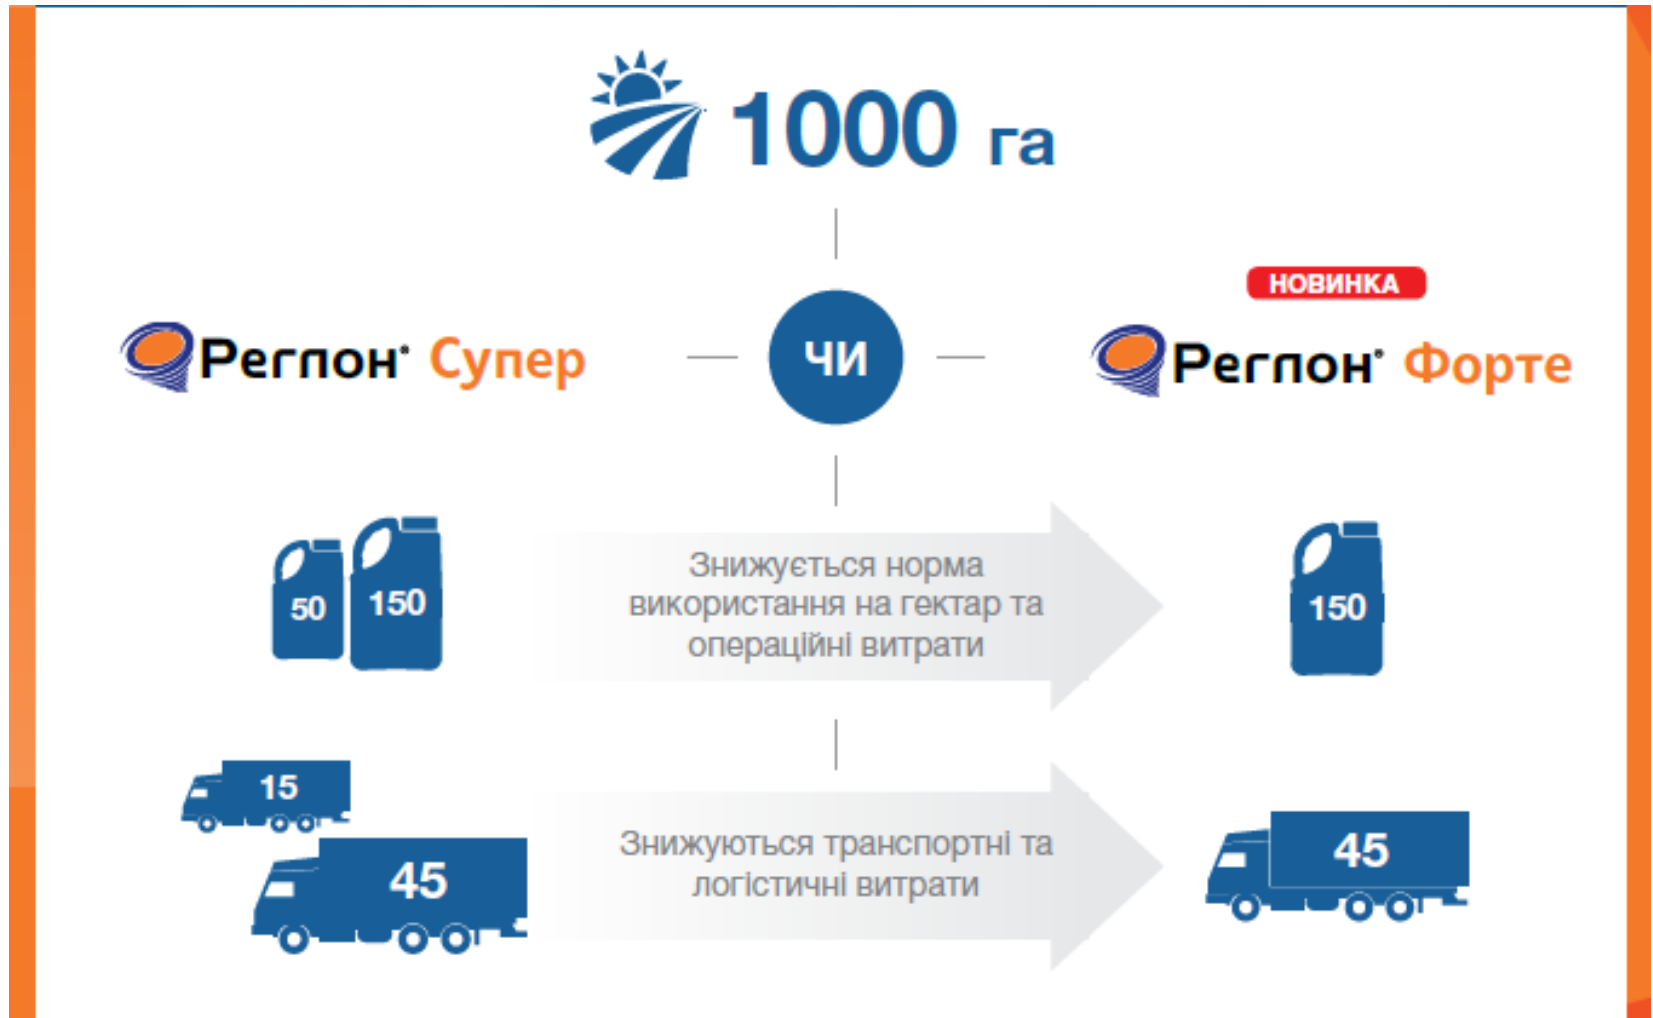 1000 га
НОВИНКА
Реглон® Супер
ЧИ
Реглон® Форте
50
150
Знижується норма
використання на гектар та
операційні витрати
150
15
45
Знижуються транспортні та
логістичні витрати
45